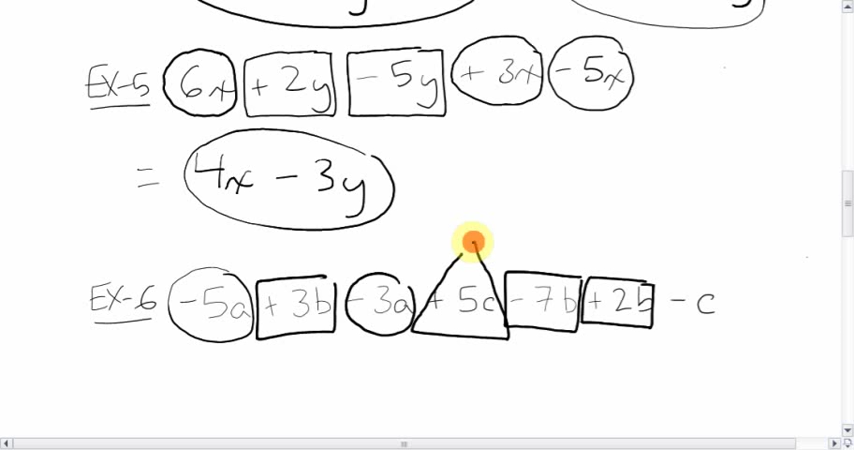 EX-5 6x + 2y - 5y + 3x - 5x
= 4x - 3y
EX-6 -5a + 3b - 3a + 5c - 7b + 2b - c